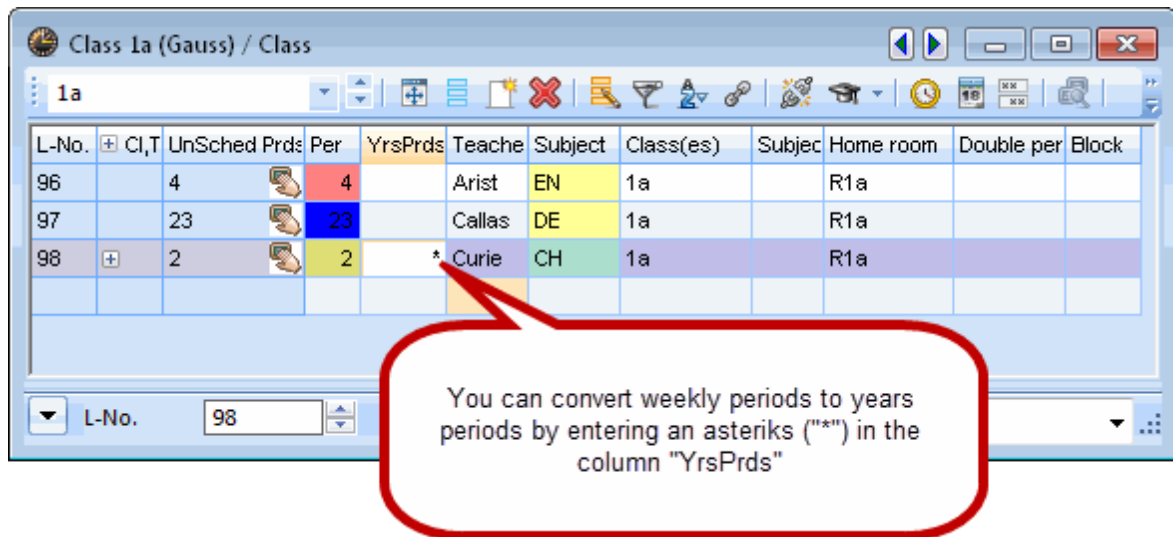 Class 1a (Gauss) / Class
1a
L-No. Cl,T UnSched Prds Per YrsPrds Teache Subject Class(es) Subjec Home room Double per Block
96 4 4 Arist EN 1a R1a
97 23 23 Callas DE 1a R1a
98 2 2 * Curie CH 1a R1a
You can convert weekly periods to years
periods by entering an asteriks ("*") in the
column "YrsPrds"
L-No. 98